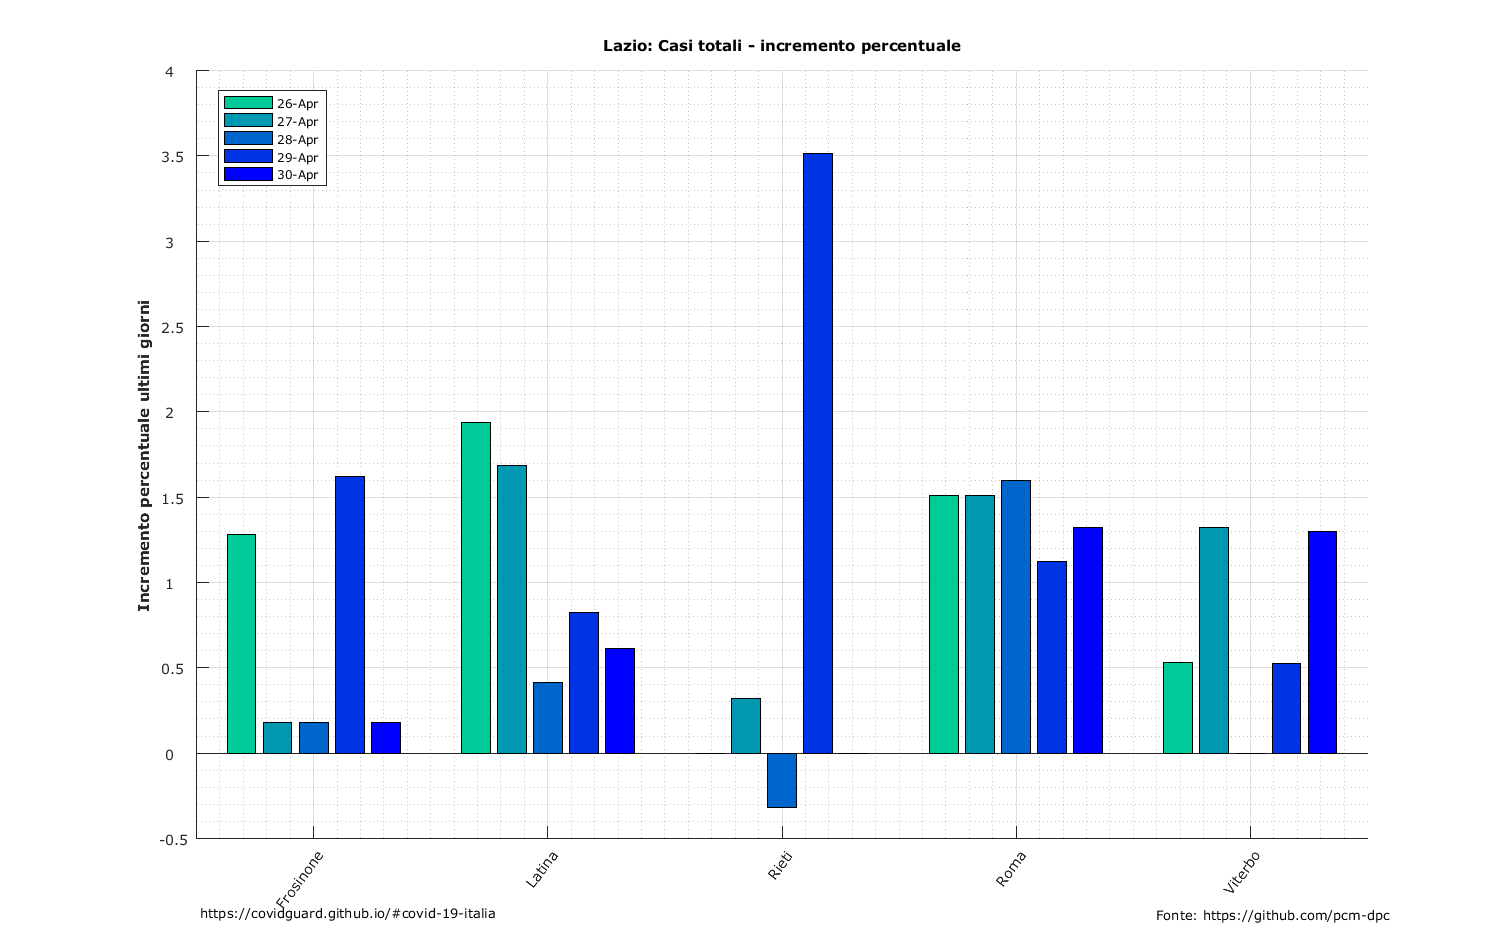 Lazio: Casi totali - incremento percentuale
4
3.5
3
2.5
2
1.5
1
0.5
0
-0.5
Incremento percentuale ultimi giorni
26-Apr
27-Apr
28-Apr
29-Apr
30-Apr
Frosinone
Latina
Rieti
Roma
Viterbo
https://covidguard.github.io/#covid-19-italia
Fonte: https://github.com/pcm-dpc